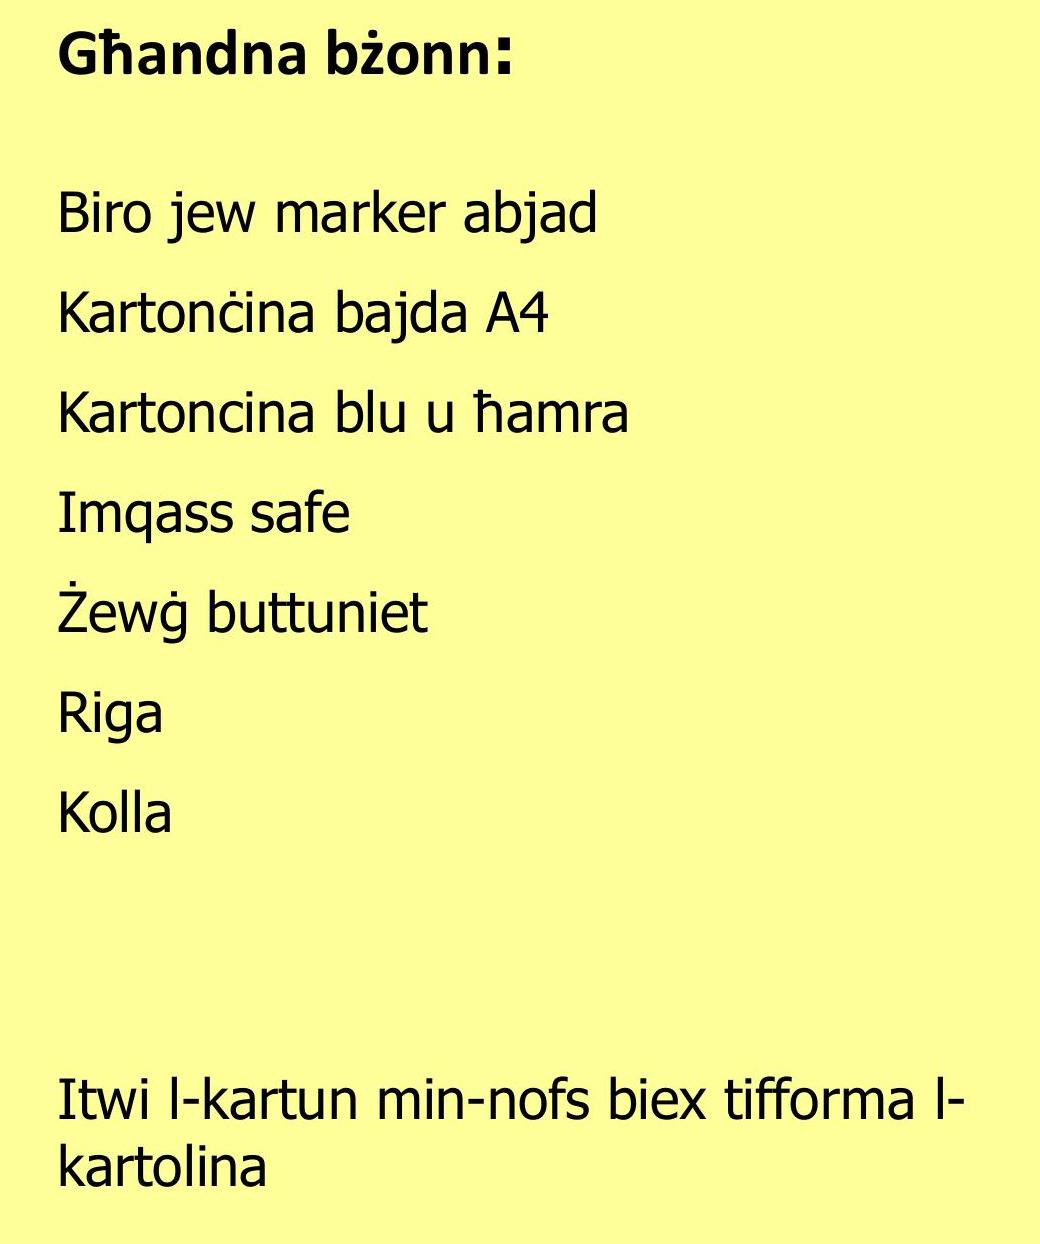 Għandna bżonn:
Biro jew marker abjad
Kartonċina bajda A4
Kartoncina blu u ħamra
Imqass safe
Żewġ buttuniet
Riga
Kolla
Itwi l-kartun min-nofs biex tifforma l-
kartolina